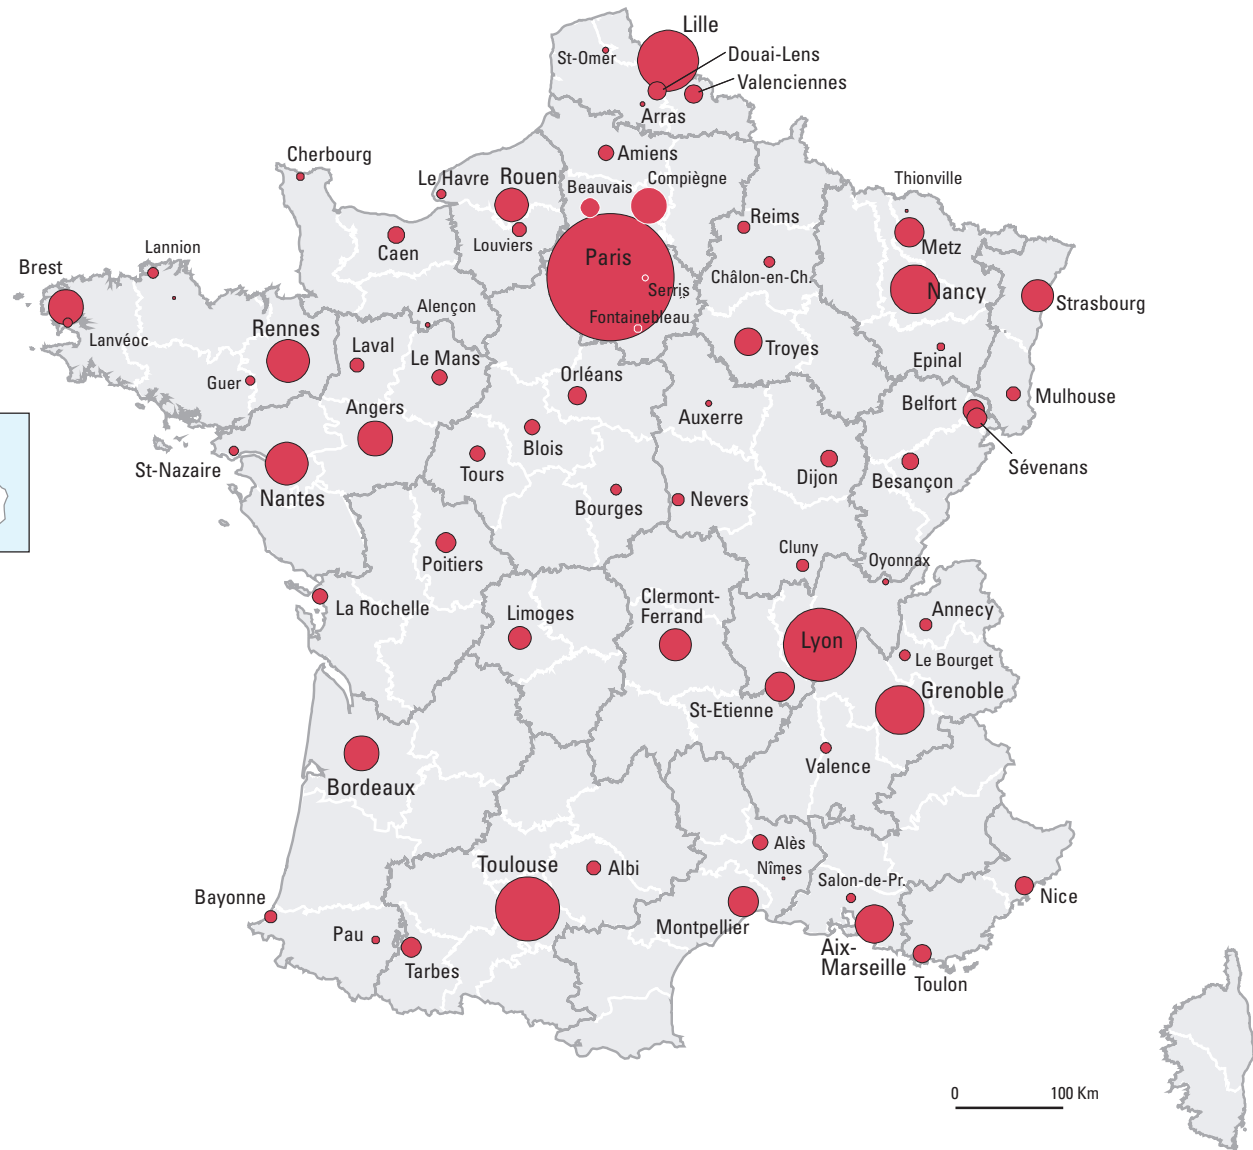 Lille
St-Omer
Douai-Lens
Valenciennes
Arras
Cherbourg
Amiens
Le Havre
Rouen
Beauvais
Compiègne
Thionville
Reims
Louviers
Metz
Caen
Lannion
Paris
Châlon-en-Ch.
Brest
Serris
Nancy
Strasbourg
Alençon
Fontainebleau
Rennes
Lanvéoc
Laval
Le Mans
Troyes
Epinal
Orléans
Guer
Mulhouse
Belfort
Angers
Auxerre
Blois
St-Nazaire
Tours
Dijon
Besançon
Sévenans
Nantes
Bourges
Nevers
Cluny
Oyonnax
Poitiers
Clermont-
Ferrand
La Rochelle
Limoges
Annecy
Lyon
Le Bourget
Grenoble
St-Etienne
Valence
Bordeaux
Alès
Toulouse
Albi
Nîmes
Salon-de-Pr.
Bayonne
Nice
Montpellier
Pau
Aix-
Marseille
Tarbes
Toulon
0 100 Km